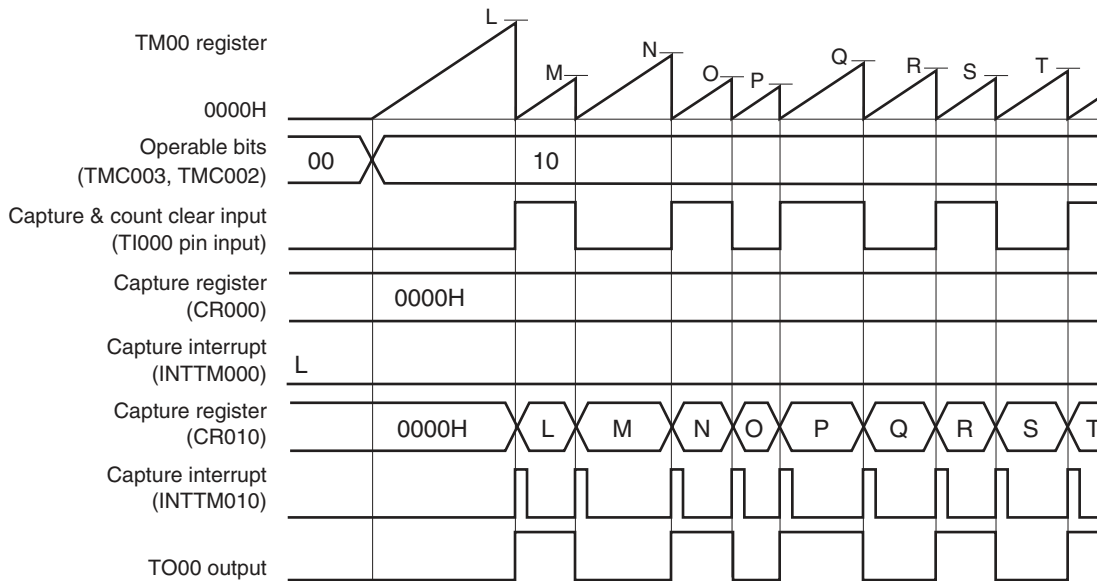 TM00 register
L
M
N
O
P
Q
R
S
T
0000H
Operable bits
(TMC003, TMC002)
00
10
Capture & count clear input
(TI000 pin input)
Capture register
(CR000)
0000H
Capture interrupt
(INTTM000)
L
Capture register
(CR010)
0000H
L
M
N
O
P
Q
R
S
T
Capture interrupt
(INTTM010)
TO00 output